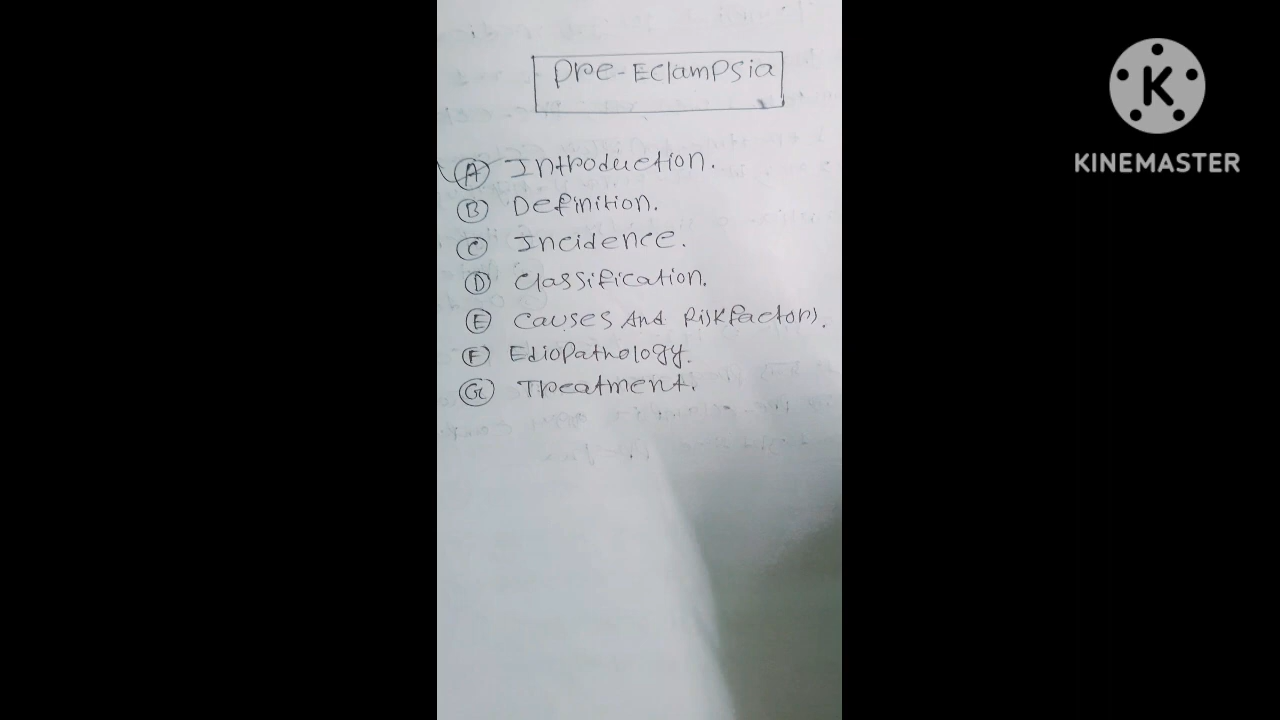 Pre-Eclampsia
A Introduction.
B Definition.
C Incidence.
D Classification.
E Causes And Riskfactors.
F Ediopathology.
G Treatment.
K
KINEMASTER